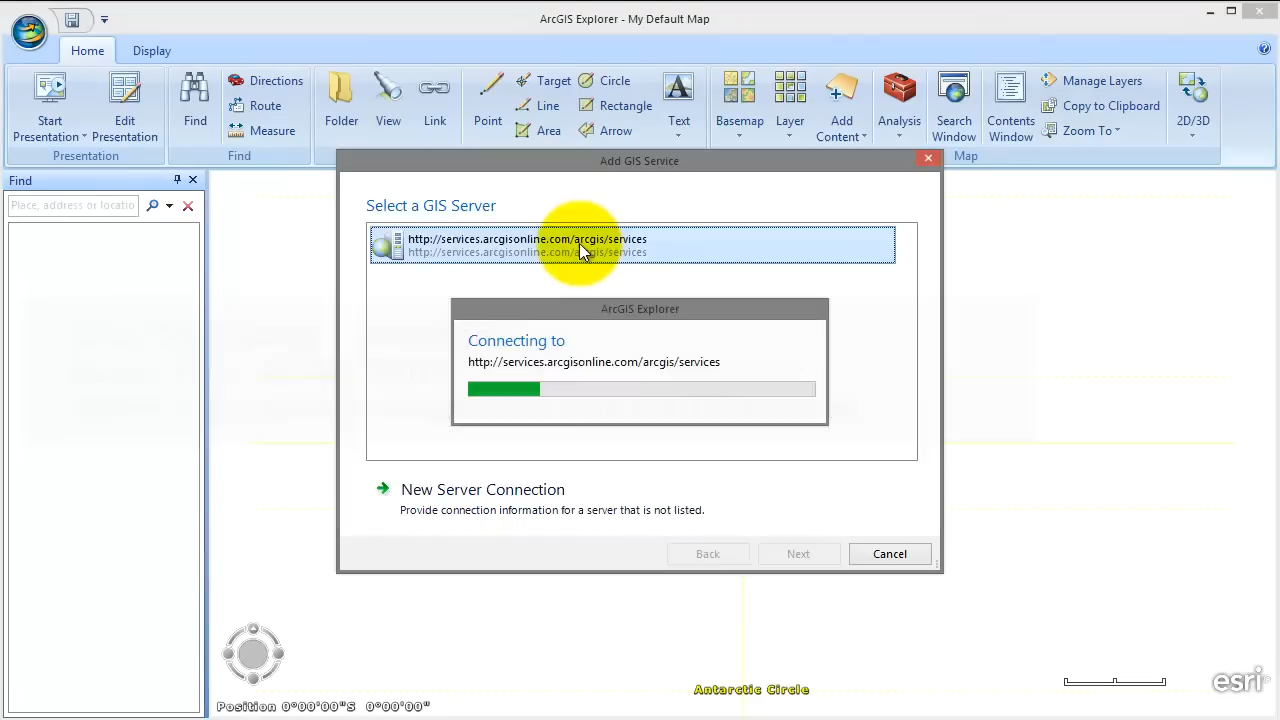 ArcGIS Explorer - My Default Map
Home
Display
Start
Presentation
Edit
Presentation
Presentation
Find
Directions
Route
Measure
Find
Folder
View
Link
Point
Target
Line
Area
Circle
Rectangle
Arrow
Text
Basemap
Layer
Add
Content
Analysis
Search
Window
Contents
Window
Manage Layers
Copy to Clipboard
Zoom To
2D/3D
Map
Find
Place, address or locatio
Add GIS Service
Select a GIS Server
http://services.arcgisonline.com/arcgis/services
http://services.arcgisonline.com/arcgis/services
ArcGIS Explorer
Connecting to
http://services.arcgisonline.com/arcgis/services
New Server Connection
Provide connection information for a server that is not listed.
Back
Next
Cancel
Antarctic Circle
esri
Position 0°00'00"S 0°00'00"